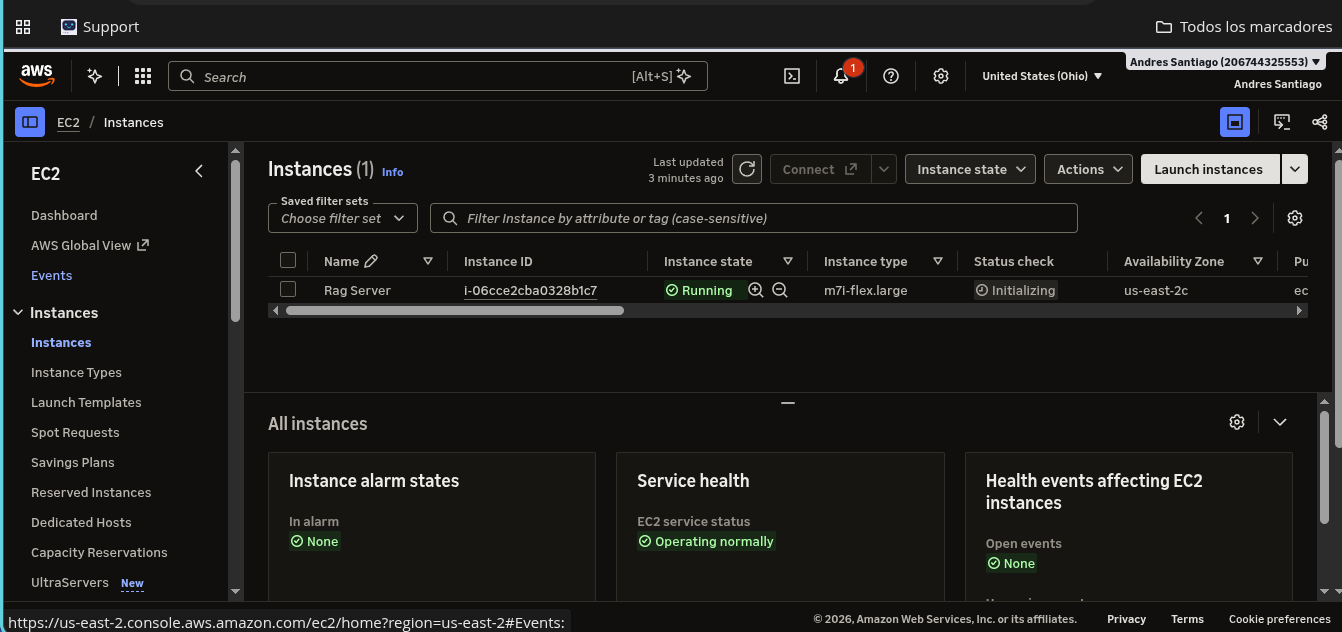 Support
Todos los marcadores
aws
Search
[Alt+S]
1
United States (Ohio)
Andres Santiago (206744325553)
Andres Santiago
EC2 / Instances
EC2
Dashboard
AWS Global View
Events
Instances
Instances
Instance Types
Launch Templates
Spot Requests
Savings Plans
Reserved Instances
Dedicated Hosts
Capacity Reservations
UltraServers New
Instances (1) Info
Last updated
3 minutes ago
Connect
Instance state
Actions
Launch instances
Saved filter sets
Choose filter set
Filter Instance by attribute or tag (case-sensitive)
1
Name Instance ID Instance state Instance type Status check Availability Zone Pu
Rag Server i-06cce2cba0328b1c7 Running m7i-flex.large Initializing us-east-2c ec
All instances
Instance alarm states
In alarm
None
Service health
EC2 service status
Operating normally
Health events affecting EC2
instances
Open events
None
https://us-east-2.console.aws.amazon.com/ec2/home?region=us-east-2#Events:
© 2026, Amazon Web Services, Inc. or its affiliates. Privacy Terms Cookie preferences